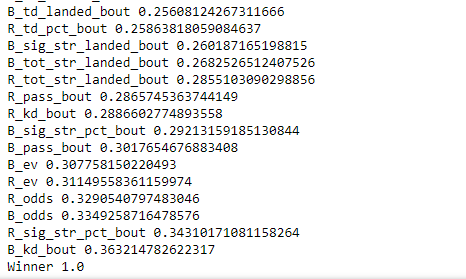 B_td_landed_bout 0.25608124267311666
R_td_pct_bout 0.25863818059084637
B_sig_str_landed_bout 0.260187165198815
B_tot_str_landed_bout 0.2682526512407526
R_tot_str_landed_bout 0.2855103090298856
R_pass_bout 0.2865745363744149
R_kd_bout 0.2886602774893558
B_sig_str_pct_bout 0.29213159185130844
B_pass_bout 0.3017654676883408
B_ev 0.307758150220493
R_ev 0.31149558361159974
R_odds 0.3290540797483046
B_odds 0.3349258716478576
R_sig_str_pct_bout 0.34310171081158264
B_kd_bout 0.363214782622317
Winner 1.0